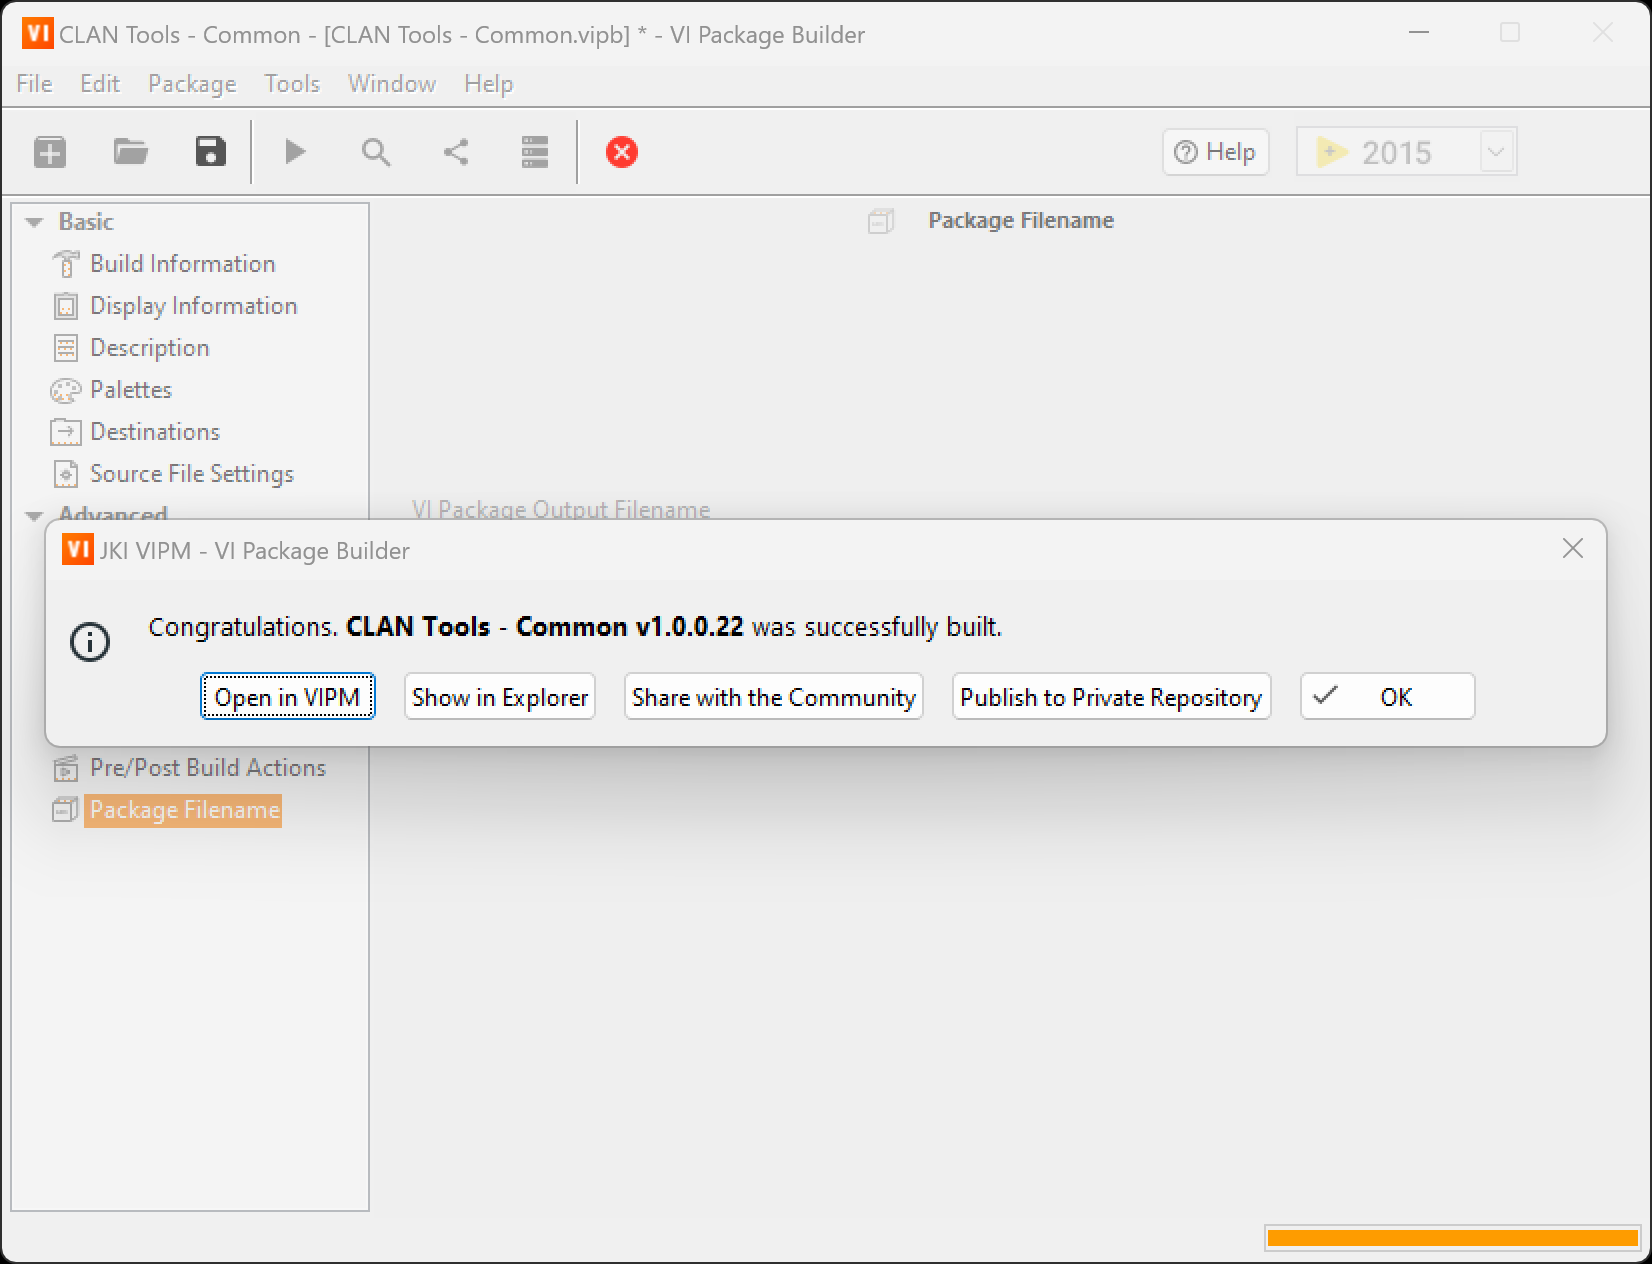 VI CLAN Tools - Common - [CLAN Tools - Common.vipb] * - VI Package Builder
File Edit Package Tools Window Help
Help 2015
Basic
Build Information
Display Information
Description
Palettes
Destinations
Source File Settings
Advanced
Package Filename
VI Package Output Filename
VI JKI VIPM - VI Package Builder
Congratulations. CLAN Tools - Common v1.0.0.22 was successfully built.
Open in VIPM Show in Explorer Share with the Community Publish to Private Repository OK
Pre/Post Build Actions
Package Filename